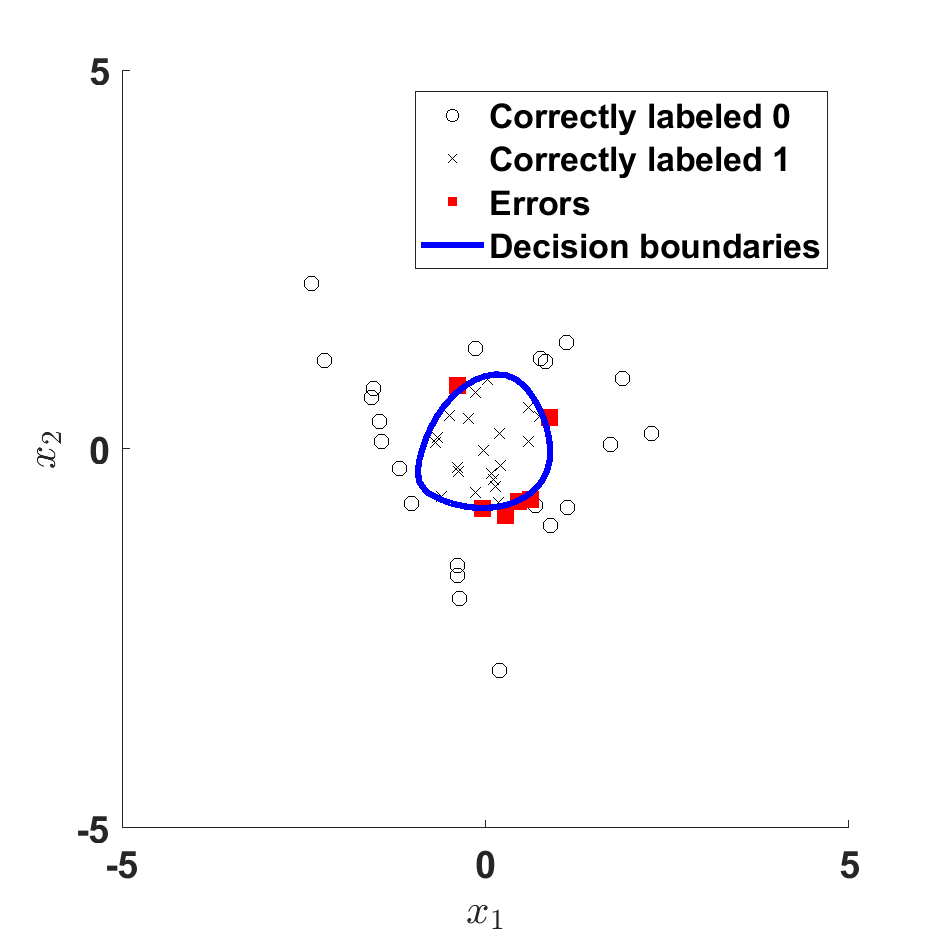 5
Correctly labeled 0
Correctly labeled 1
Errors
Decision boundaries
x₂
0
-5
-5
0
5
x₁